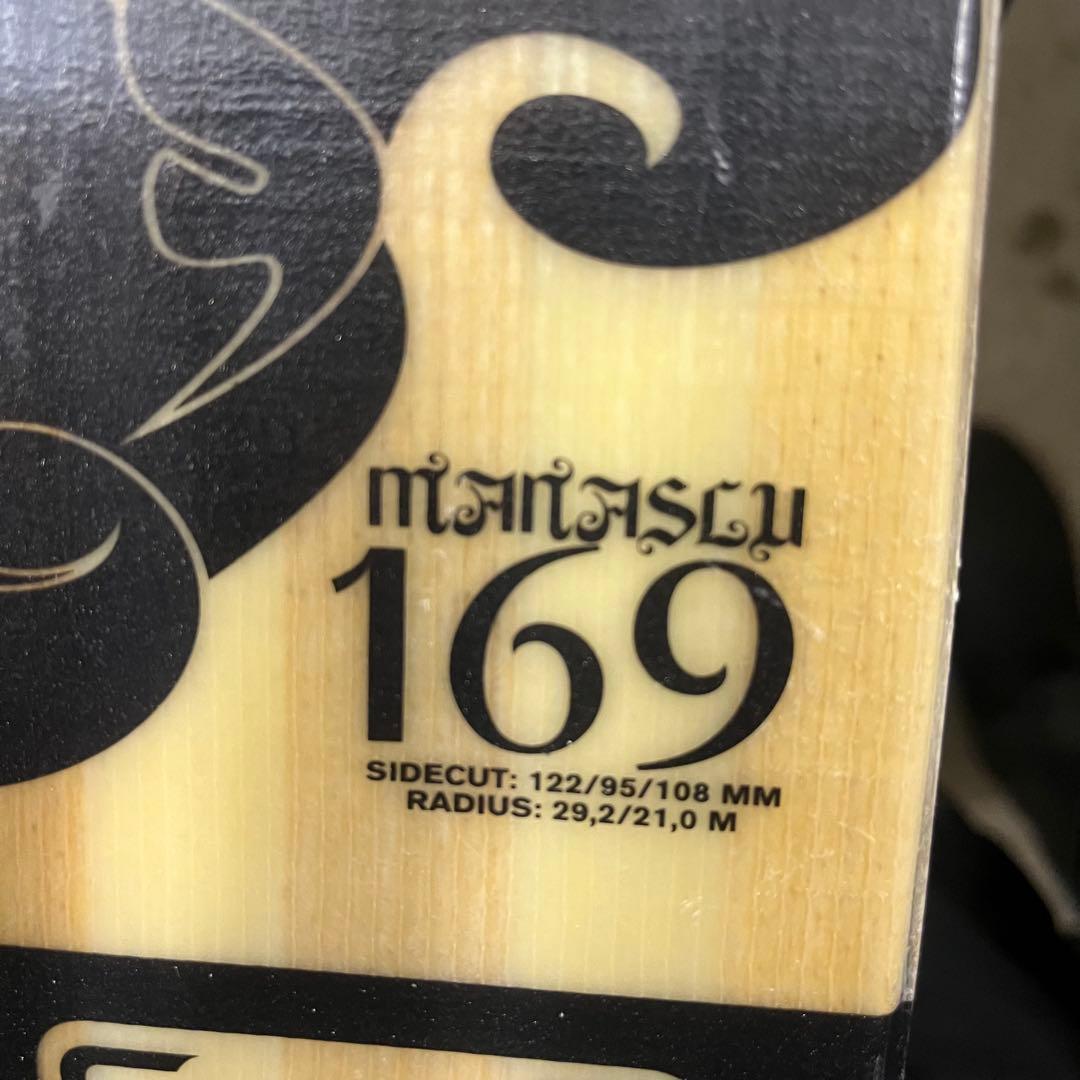 MANASLU
169
SIDECUT: 122/95/108 MM
RADIUS: 29,2/21,0 M